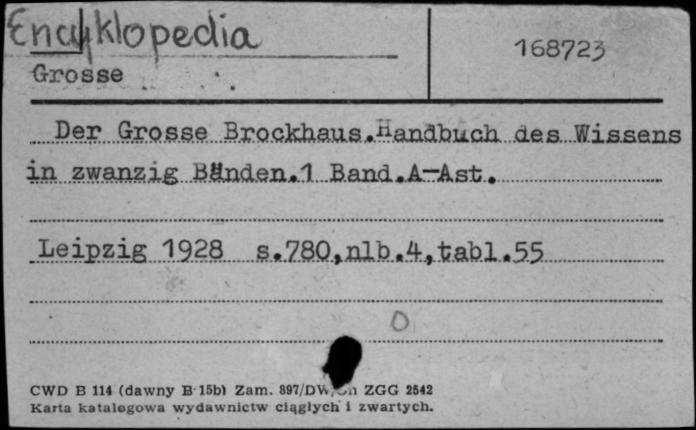 Encyklopedia
168723
Grosse
Der Grosse Brockhaus.Handbuch des Wissens
in zwanzig Bänden.1 Band.A-Ast.
Leipzig 1928 s.780,nlb.4,tabl.55
O
CWD B 114 (dawny B 15b) Zam. 897/DW/ ZGG 2542
Karta katalogowa wydawnictw ciągłych i zwartych.